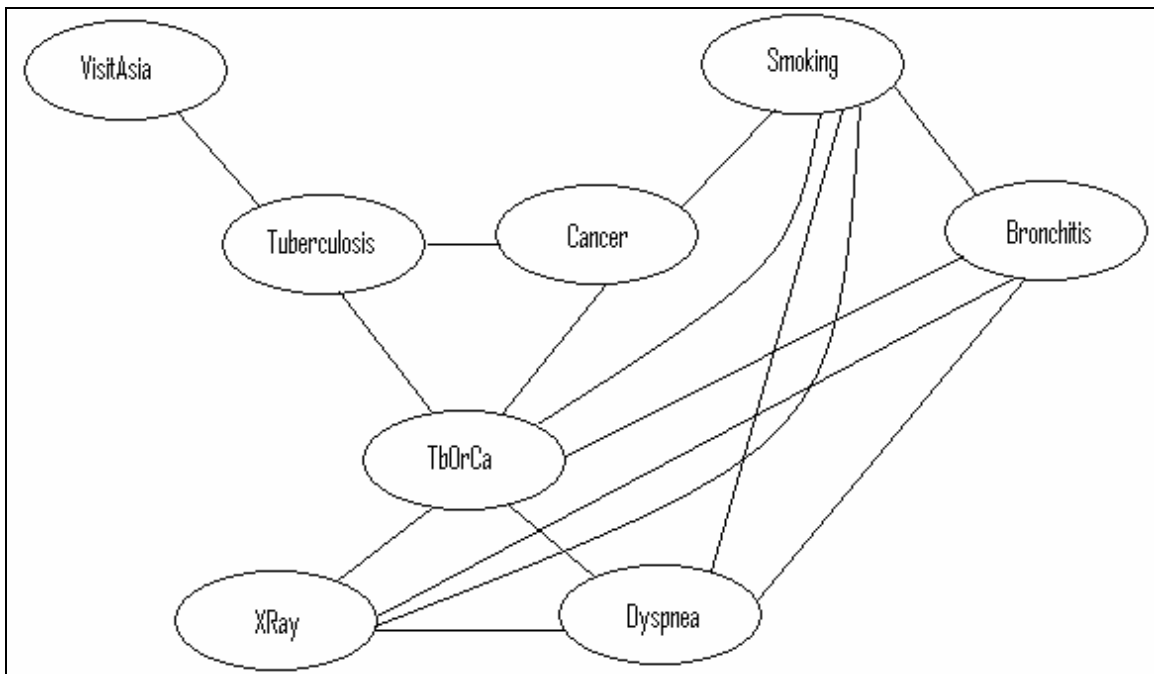 VisitAsia
Smoking
Tuberculosis
Cancer
Bronchitis
TbOrCa
XRay
Dyspnea